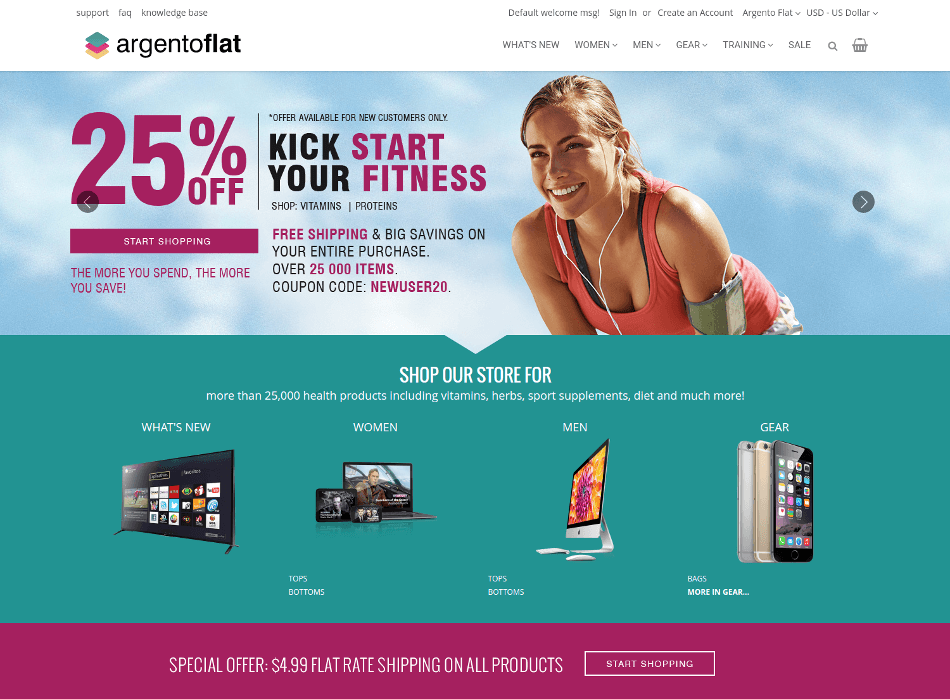 support faq knowledge base
Default welcome msg! Sign In or Create an Account Argento Flat USD - US Dollar
argentoflat
WHAT'S NEW WOMEN MEN GEAR TRAINING SALE
25% OFF
*OFFER AVAILABLE FOR NEW CUSTOMERS ONLY.
KICK START
YOUR FITNESS
SHOP: VITAMINS | PROTEINS
START SHOPPING
THE MORE YOU SPEND, THE MORE
YOU SAVE!
FREE SHIPPING & BIG SAVINGS ON
YOUR ENTIRE PURCHASE.
OVER 25 000 ITEMS.
COUPON CODE: NEWUSER20.
SHOP OUR STORE FOR
more than 25,000 health products including vitamins, herbs, sport supplements, diet and much more!
WHAT'S NEW WOMEN MEN GEAR
TOPS TOPS BAGS
BOTTOMS BOTTOMS MORE IN GEAR...
SPECIAL OFFER: $4.99 FLAT RATE SHIPPING ON ALL PRODUCTS
START SHOPPING